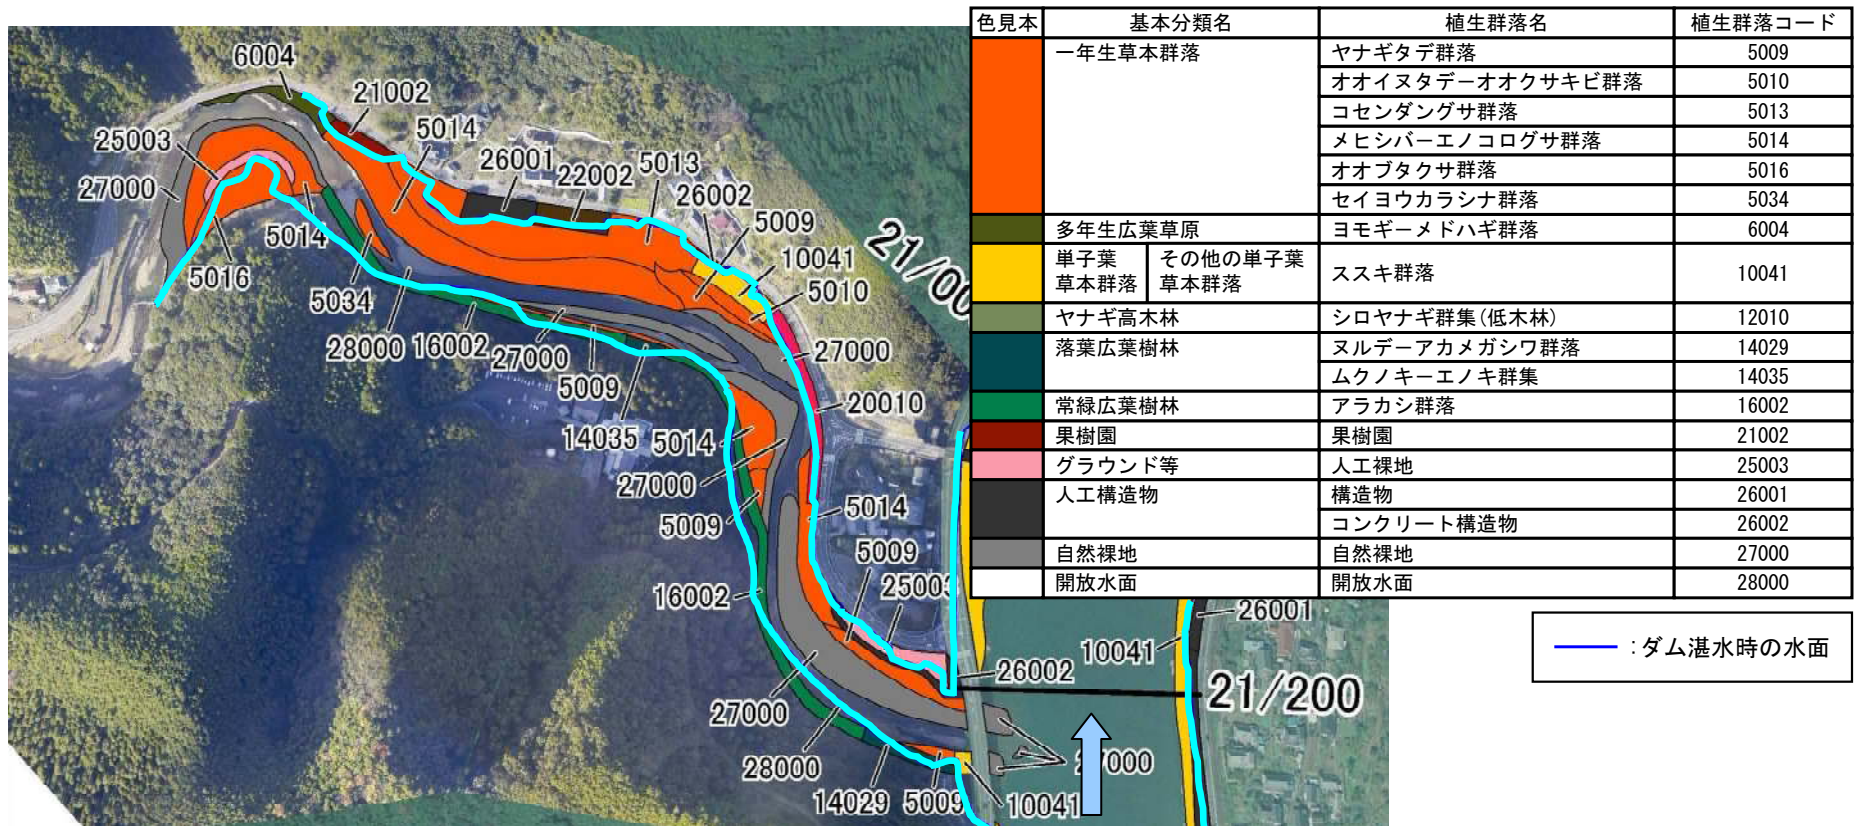 色見本 基本分類名 植生群落名 植生群落コード
一年生草本群落 ヤナギタデ群落 5009
オオイヌタデーオオクサキビ群落 5010
コセンダングサ群落 5013
メヒシバーエノコログサ群落 5014
オオブタクサ群落 5016
セイヨウカラシナ群落 5034
多年生広葉草原 ヨモギーメドハギ群落 6004
単子葉草本群落 その他の単子葉草本群落 ススキ群落 10041
ヤナギ高木林 シロヤナギ群集(低木林) 12010
落葉広葉樹林 ヌルデーアカメガシワ群落 14029
ムクノキーエノキ群集 14035
常緑広葉樹林 アラカシ群落 16002
果樹園 果樹園 21002
グラウンド等 人工裸地 25003
人工構造物 構造物 26001
コンクリート構造物 26002
自然裸地 自然裸地 27000
開放水面 開放水面 28000
:ダム湛水時の水面
6004
21002
5014
25003
26001
22002
5013
26002
27000
5009
5014
10041
21/00
5016
5010
5034
28000
16002
27000
27000
5009
20010
14035
5014
27000
5014
5009
5009
25003
16002
26001
10041
26002
21/200
27000
28000
27000
14029
5009
10041